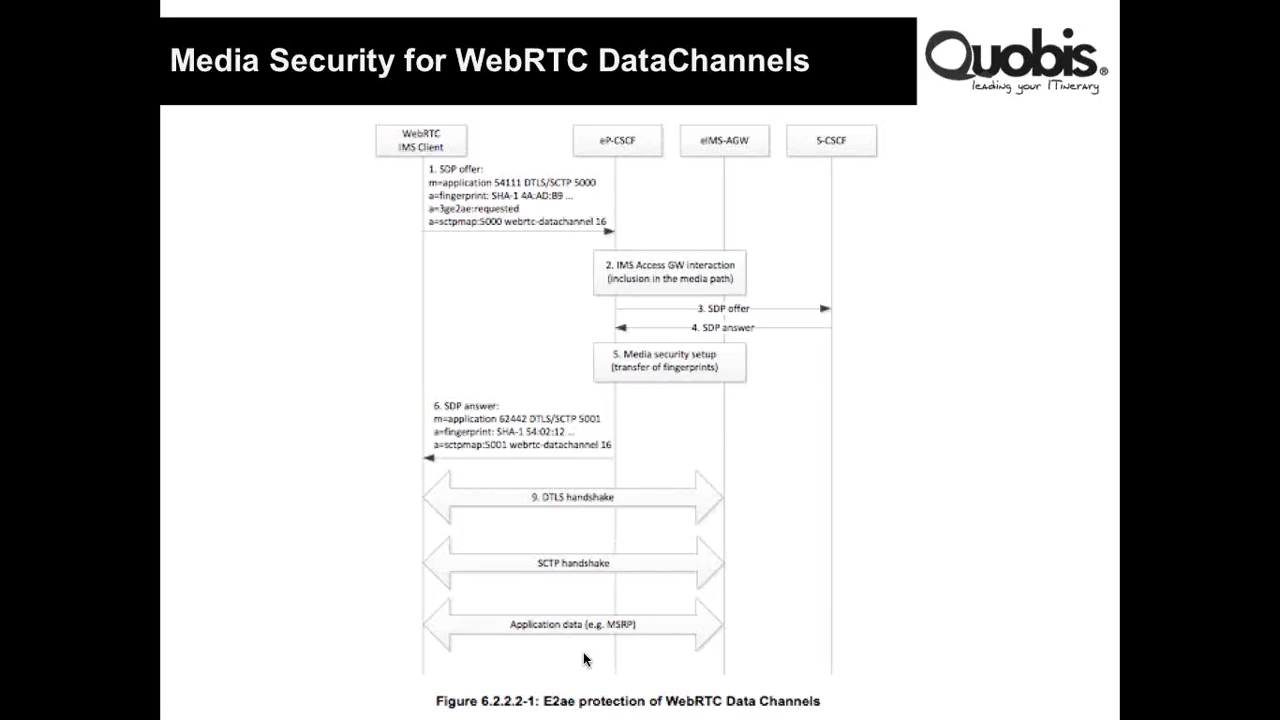 Media Security for WebRTC DataChannels
Quobis®
leading your ITinerary
WebRTC
IMS Client
eP-CSCF
eIMS-AGW
S-CSCF
1. SDP offer:
m=application 54111 DTLS/SCTP 5000
a=fingerprint: SHA-1 4A:AD:B9 ...
a=3ge2ae:requested
a=sctpmap:5000 webrtc-datachannel 16
2. IMS Access GW interaction
(inclusion in the media path)
3. SDP offer
4. SDP answer
5. Media security setup
(transfer of fingerprints)
6. SDP answer:
m=application 62442 DTLS/SCTP 5001
a=fingerprint: SHA-1 54:02:12 ...
a=sctpmap:5001 webrtc-datachannel 16
9. DTLS handshake
SCTP handshake
Application data (e.g. MSRP)
Figure 6.2.2.2-1: E2ae protection of WebRTC Data Channels